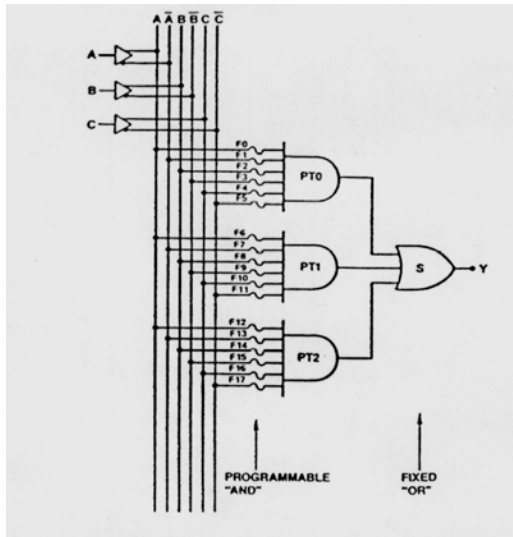 A A̅ B B̅ C C̅
A
B
C
F0
F1
F2
F3
F4
F5
PT0
F6
F7
F8
F9
F10
F11
PT1
S
Y
F12
F13
F14
F15
F16
F17
PT2
PROGRAMMABLE
"AND"
FIXED
"OR"